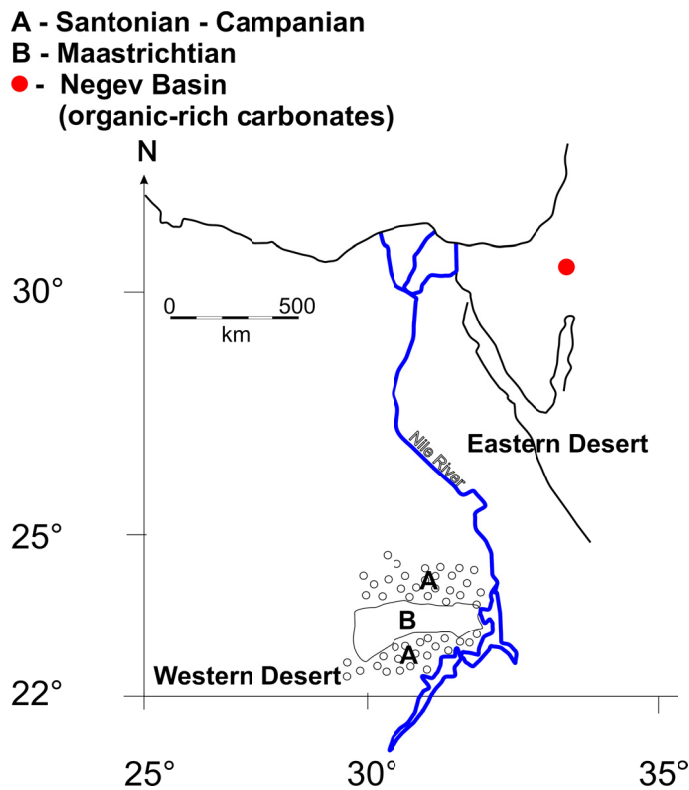 A - Santonian - Campanian
B - Maastrichtian
- Negev Basin
(organic-rich carbonates)
N
30°
0 500
km
Nile River
Eastern Desert
25°
A
B
A
Western Desert
22°
25° 30° 35°